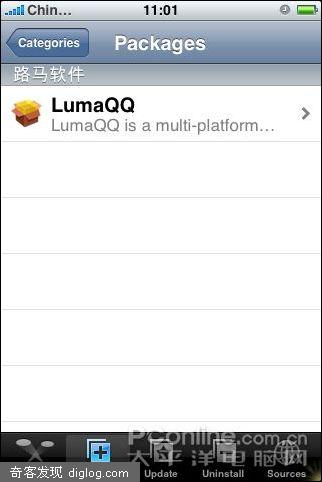 Chin... 11:01
Categories
Packages
路马软件
LumaQQ
LumaQQ is a multi-platform...
PConline.com.cn
太平洋电脑网
Update
Uninstall
Sources
奇客发现 diglog.com